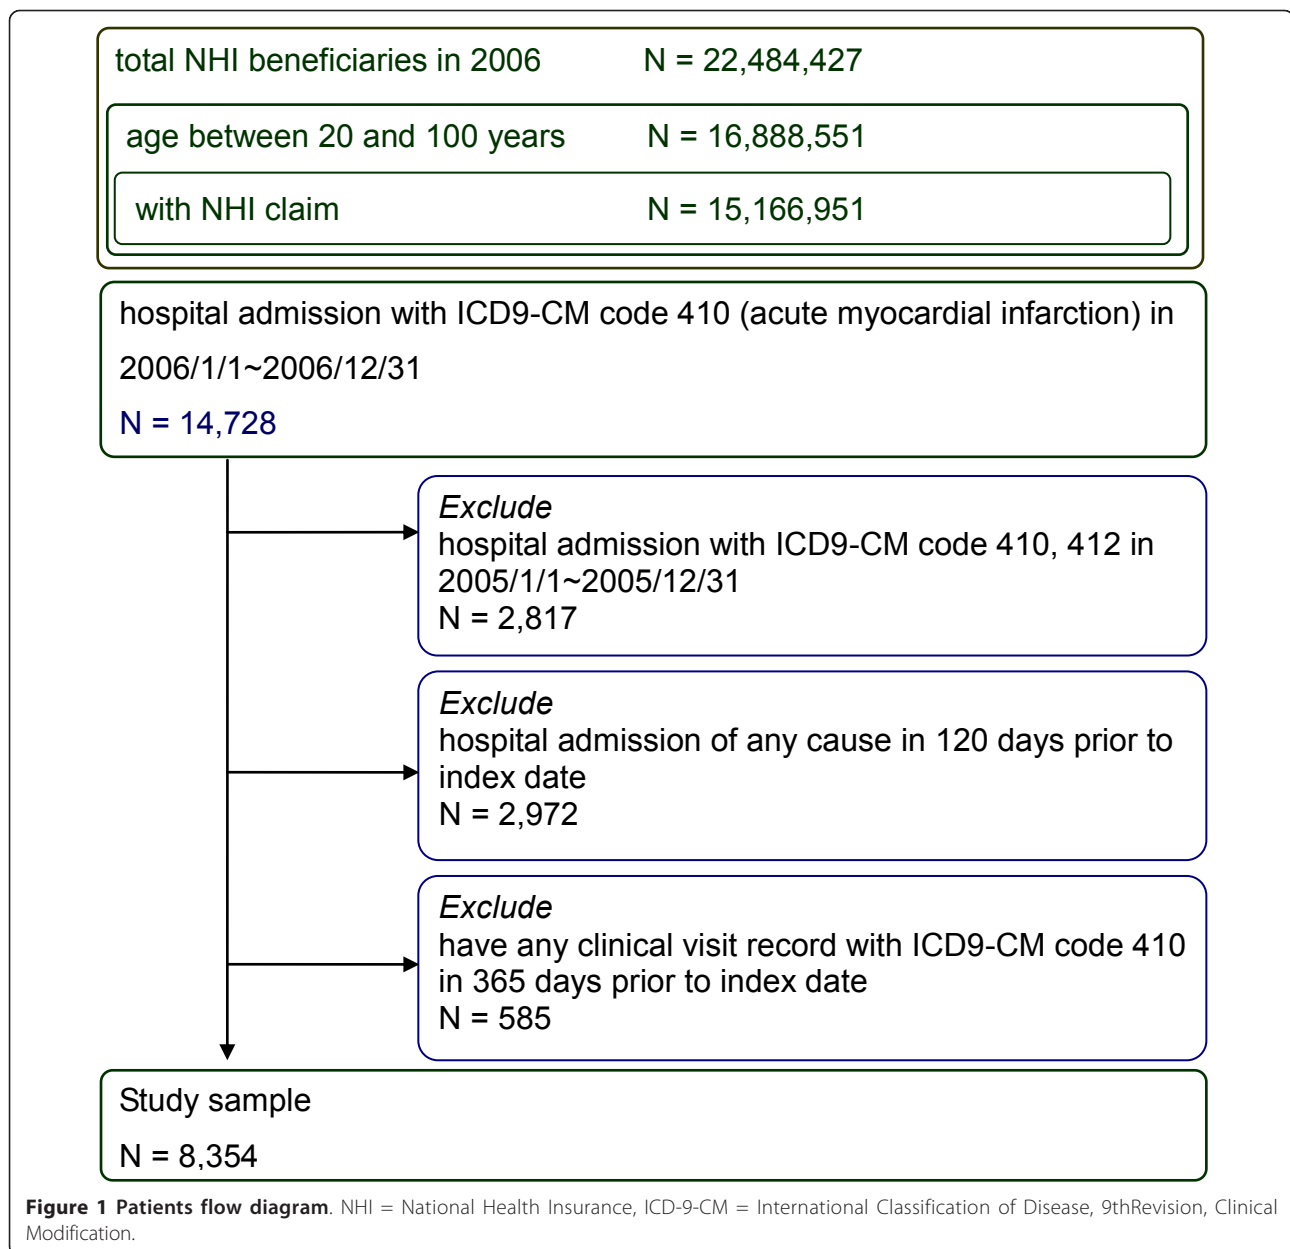 total NHI beneficiaries in 2006 N = 22,484,427
age between 20 and 100 years N = 16,888,551
with NHI claim N = 15,166,951
hospital admission with ICD9-CM code 410 (acute myocardial infarction) in
2006/1/1~2006/12/31
N = 14,728
Exclude
hospital admission with ICD9-CM code 410, 412 in
2005/1/1~2005/12/31
N = 2,817
Exclude
hospital admission of any cause in 120 days prior to
index date
N = 2,972
Exclude
have any clinical visit record with ICD9-CM code 410
in 365 days prior to index date
N = 585
Study sample
N = 8,354
Figure 1 Patients flow diagram. NHI = National Health Insurance, ICD-9-CM = International Classification of Disease, 9thRevision, Clinical
Modification.